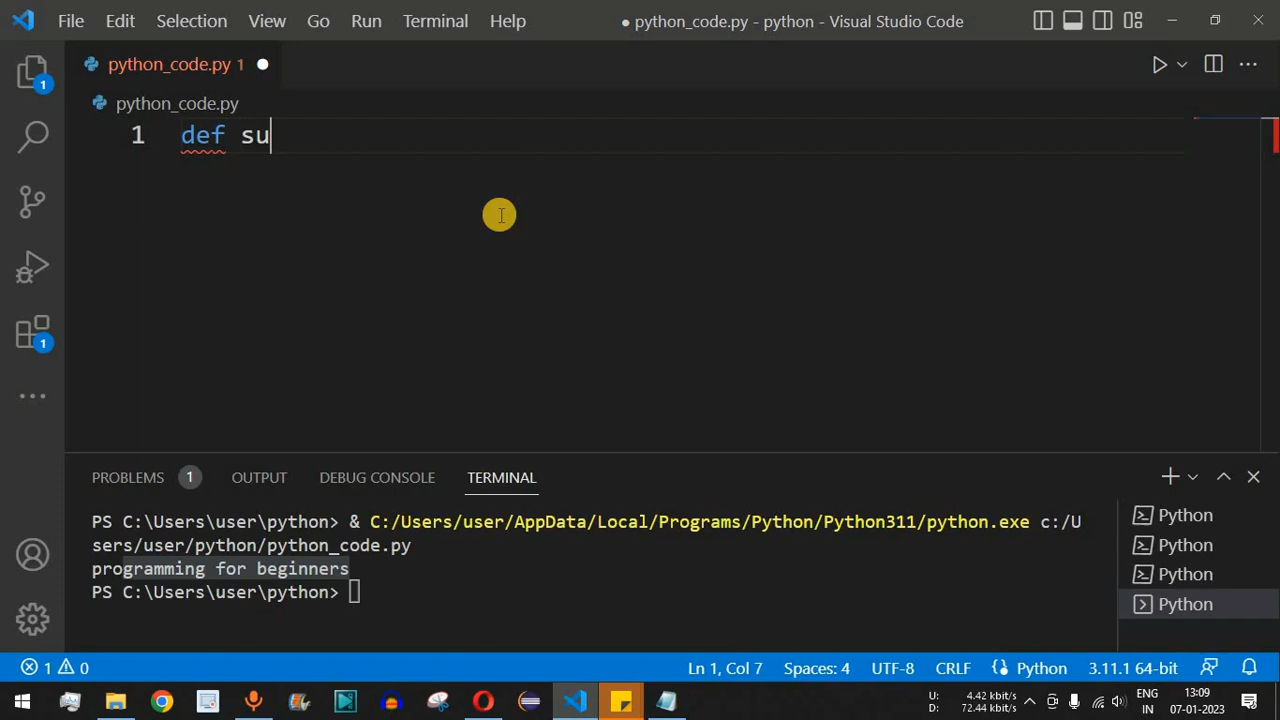 File Edit Selection View Go Run Terminal Help ● python_code.py - python - Visual Studio Code
python_code.py 1
python_code.py
1 def su
PROBLEMS 1 OUTPUT DEBUG CONSOLE TERMINAL
PS C:\Users\user\python> & C:/Users/user/AppData/Local/Programs/Python/Python311/python.exe c:/U
sers/user/python/python_code.py
programming for beginners
PS C:\Users\user\python>
Python
Python
Python
Python
1
1
1 0 Ln 1, Col 7 Spaces: 4 UTF-8 CRLF Python 3.11.1 64-bit
U: 4.42 kbit/s
D: 72.44 kbit/s
ENG
IN
13:09
07-01-2023